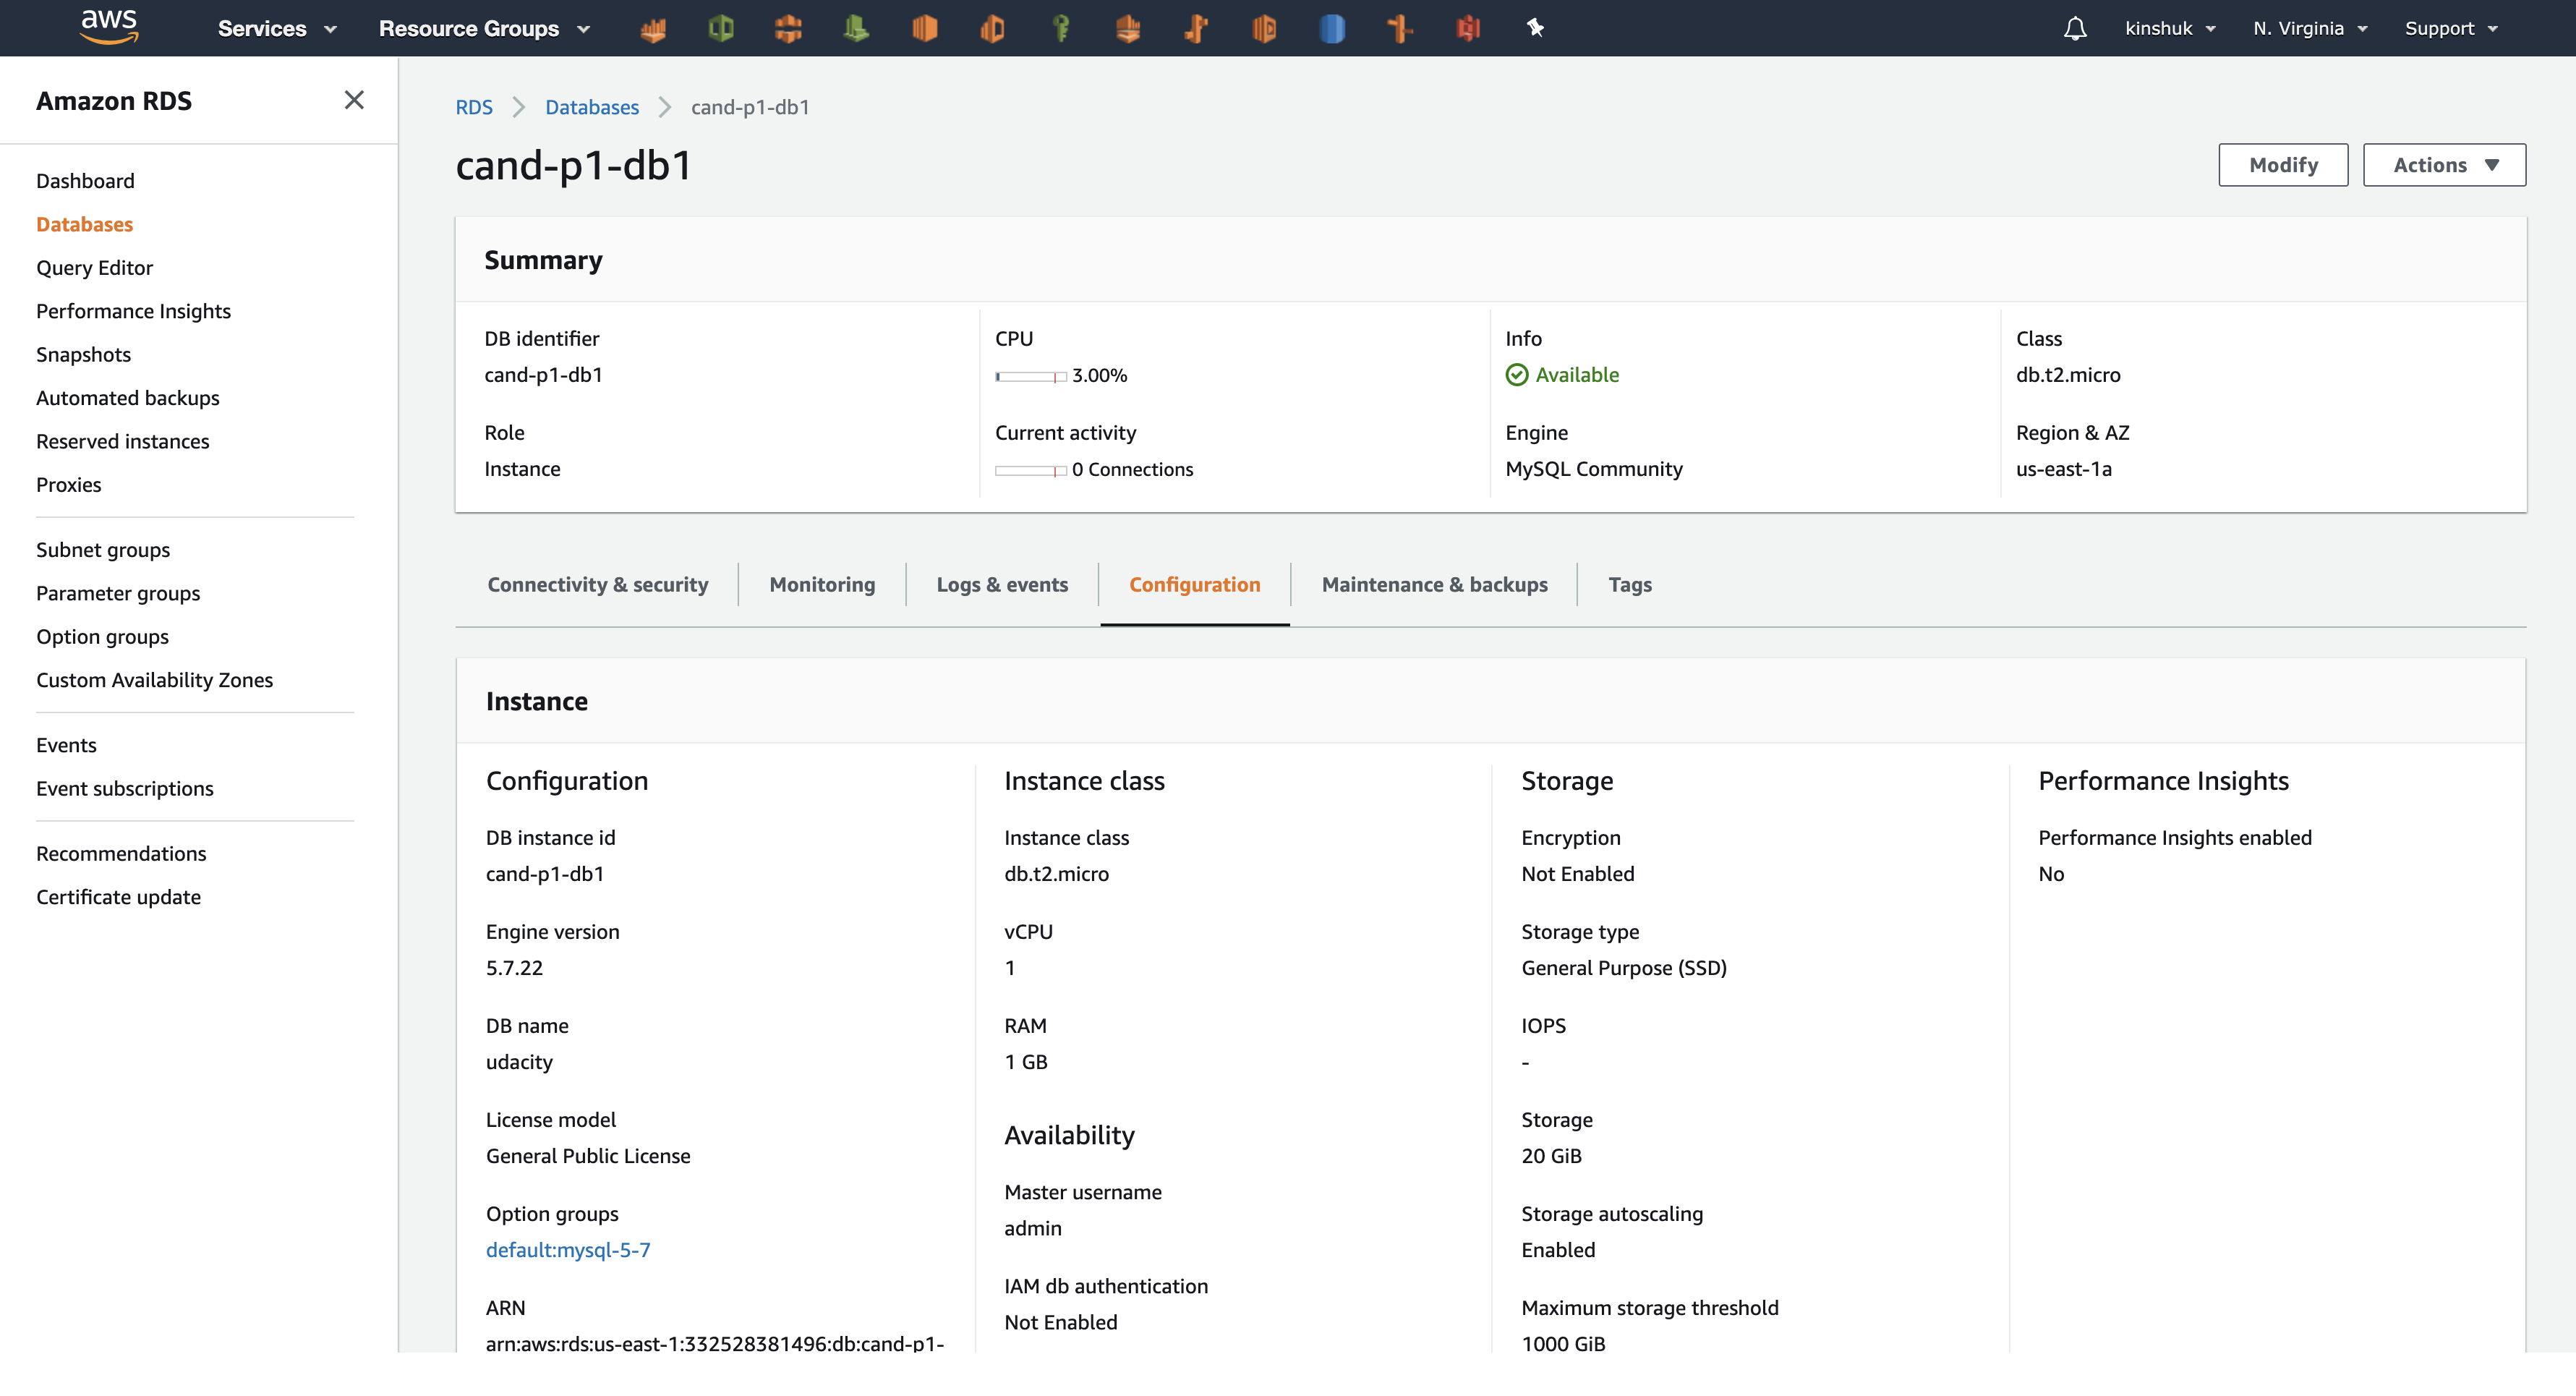 aws
Services
Resource Groups
kinshuk
N. Virginia
Support
Amazon RDS
Dashboard
Databases
Query Editor
Performance Insights
Snapshots
Automated backups
Reserved instances
Proxies
Subnet groups
Parameter groups
Option groups
Custom Availability Zones
Events
Event subscriptions
Recommendations
Certificate update
RDS
Databases
cand-p1-db1
cand-p1-db1
Modify
Actions
Summary
DB identifier
cand-p1-db1
Role
Instance
CPU
3.00%
Current activity
0 Connections
Info
Available
Engine
MySQL Community
Class
db.t2.micro
Region & AZ
us-east-1a
Connectivity & security
Monitoring
Logs & events
Configuration
Maintenance & backups
Tags
Instance
Configuration
DB instance id
cand-p1-db1
Engine version
5.7.22
DB name
udacity
License model
General Public License
Option groups
default:mysql-5-7
ARN
arn:aws:rds:us-east-1:332528381496:db:cand-p1-
Instance class
Instance class
db.t2.micro
vCPU
1
RAM
1 GB
Availability
Master username
admin
IAM db authentication
Not Enabled
Storage
Encryption
Not Enabled
Storage type
General Purpose (SSD)
IOPS
-
Storage
20 GiB
Storage autoscaling
Enabled
Maximum storage threshold
1000 GiB
Performance Insights
Performance Insights enabled
No